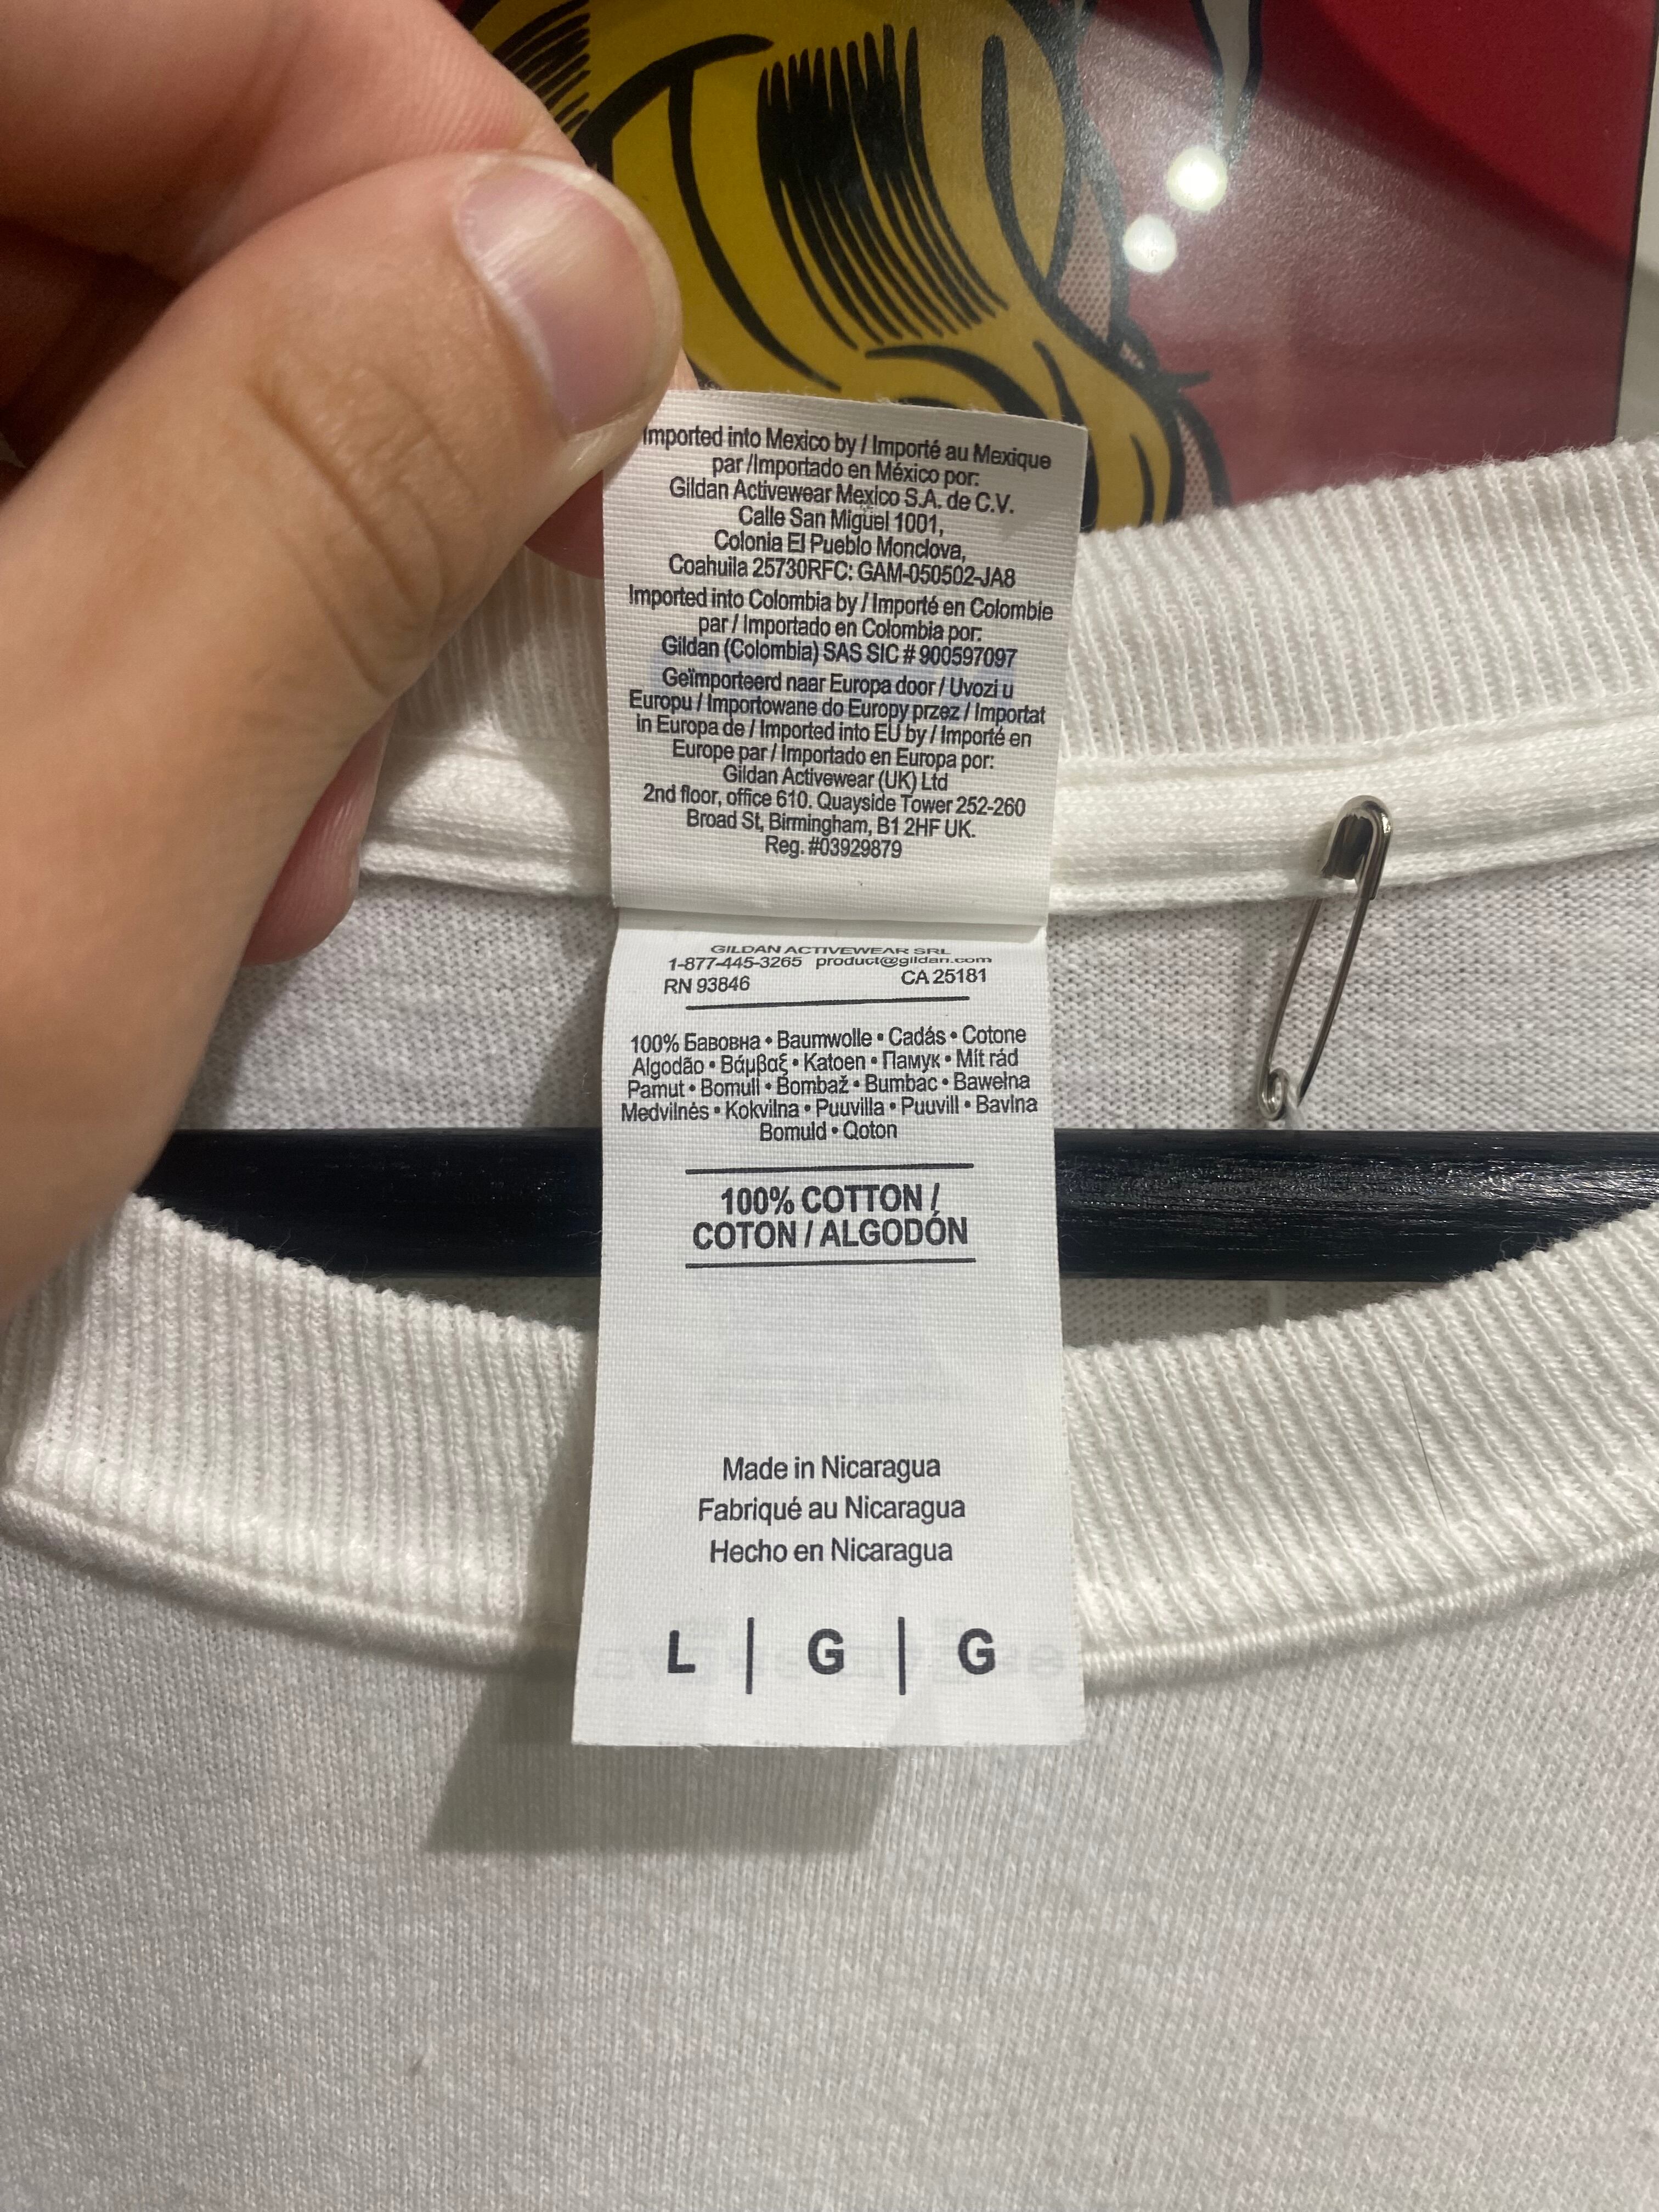 Imported into Mexico by / Importé au Mexique
par /Importado en México por:
Gildan Activewear Mexico S.A. de C.V.
Calle San Miguel 1001,
Colonia El Pueblo Monclova,
Coahuila 25730RFC: GAM-050502-JA8
Imported into Colombia by / Importé en Colombie
par / Importado en Colombia por:
Gildan (Colombia) SAS SIC # 900597097
Geïmporteerd naar Europa door / Uvozi u
Europu / Importowane do Europy przez / Importat
in Europa de / Imported into EU by / Importé en
Europe par / Importado en Europa por:
Gildan Activewear (UK) Ltd
2nd floor, office 610. Quayside Tower 252-260
Broad St, Birmingham, B1 2HF UK.
Reg. #03929879
GILDAN ACTIVEWEAR SRL
1-877-445-3265 product@gildan.com
RN 93846 CA 25181
100% Бавовна • Baumwolle • Cadás • Cotone
Algodão • Βάμβαξ • Katoen • Памук • Mit rád
Pamut • Bomull • Bombaž • Bumbac • Bawełna
Medvilnės • Kokvilna • Puuvilla • Puuvill • Bavlna
Bomuld • Qoton
100% COTTON /
COTON / ALGODÓN
Made in Nicaragua
Fabriqué au Nicaragua
Hecho en Nicaragua
L | G | G